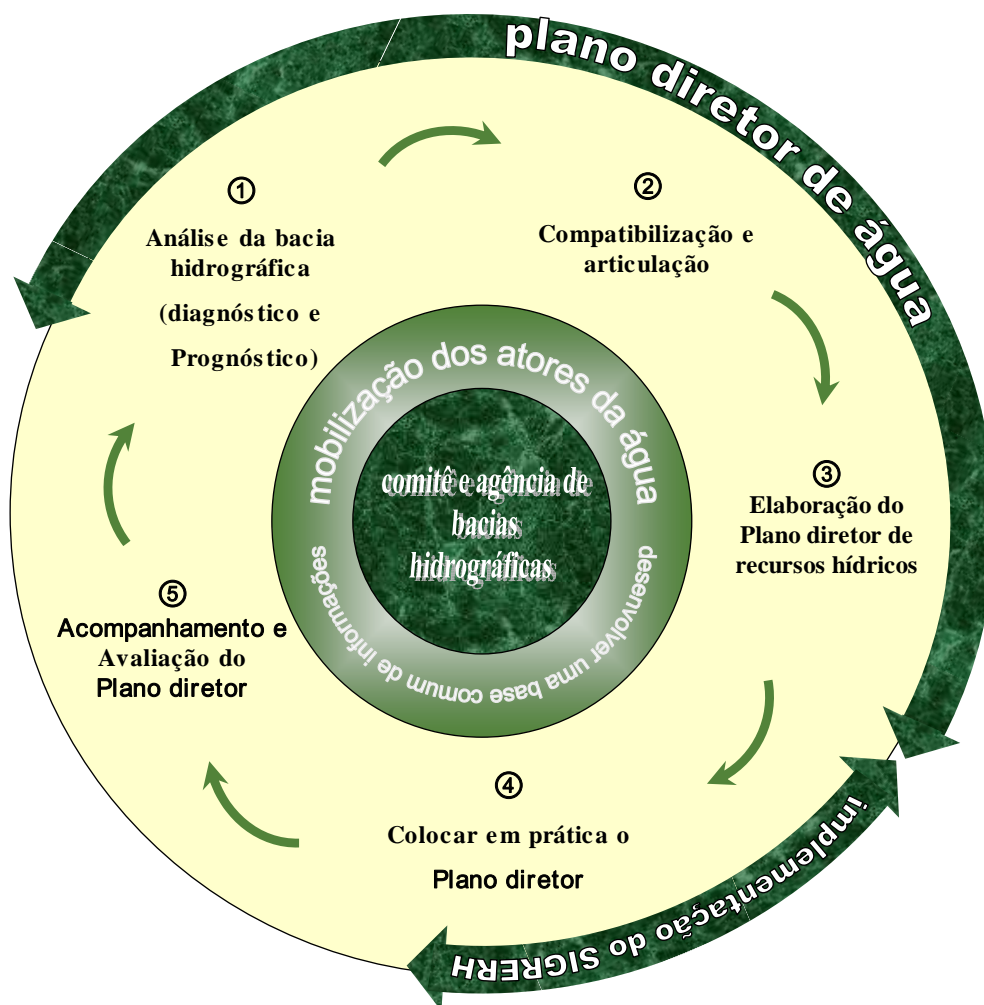 plano diretor de água
①
Análise da bacia
hidrográfica
(diagnóstico e
Prognóstico)
②
Compatibilização e
articulação
③
Elaboração do
Plano diretor de
recursos hídricos
④
Colocar em prática o
Plano diretor
⑤
Acompanhamento e
Avaliação do
Plano diretor
mobilização dos atores da água
desenvolver uma base comum de informações
comitê e agência de
bacias
hidrográficas
implementação do SIGRERH